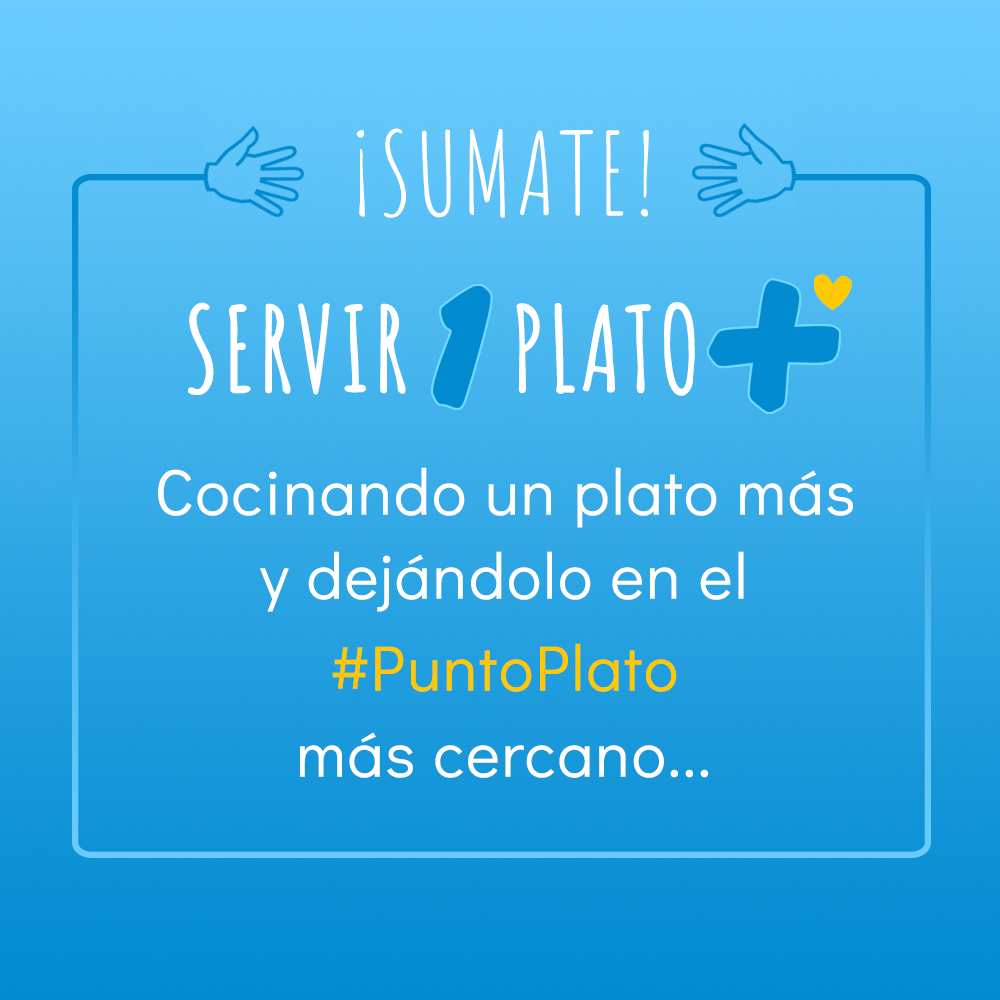 ¡SUMATE!
SERVIR 1 PLATO +
Cocinando un plato más
y dejándolo en el
#PuntoPlato
más cercano...